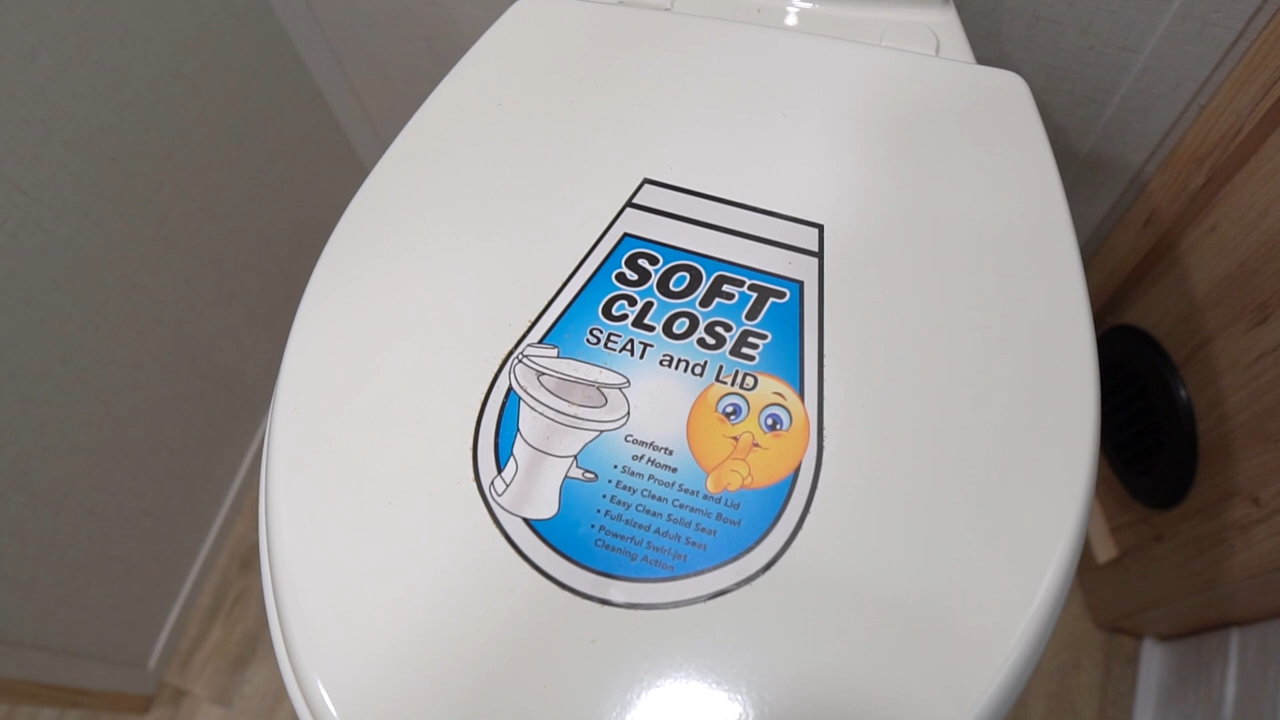 SOFT
CLOSE
SEAT and LID
Comforts
of Home
• Slam Proof Seat and Lid
• Easy Clean Ceramic Bowl
• Easy Clean Solid Seat
• Full-sized Adult Seat
• Powerful Swirl-Jet
Cleaning Action